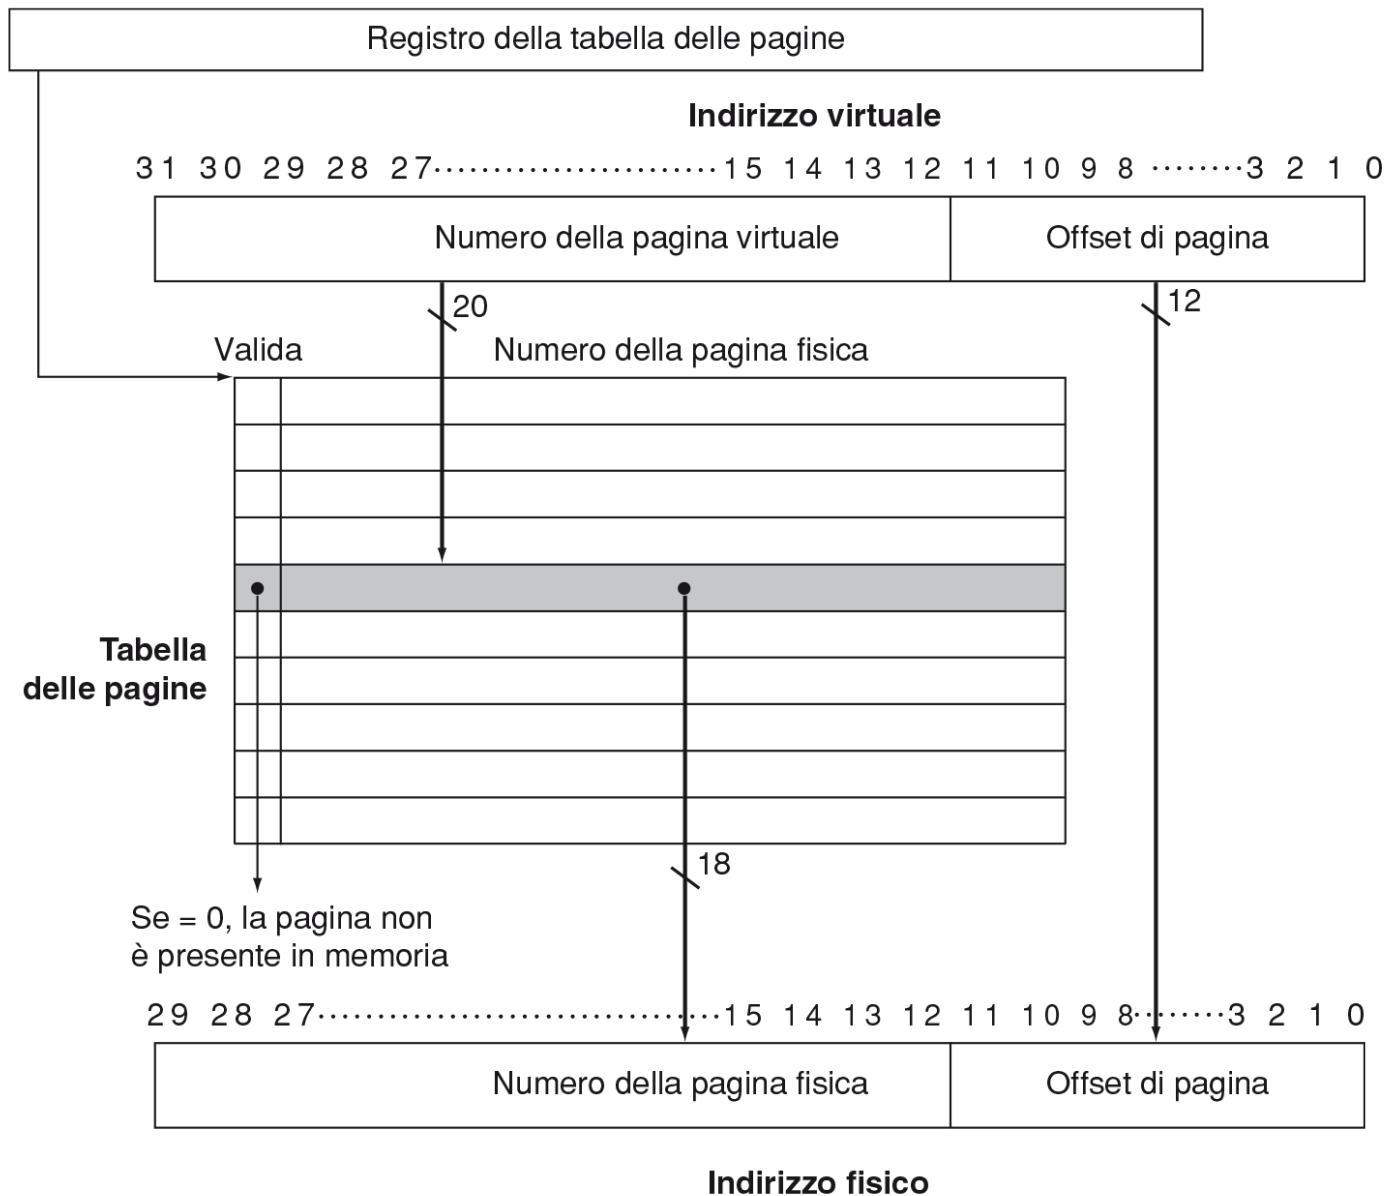 Registro della tabella delle pagine
Indirizzo virtuale
31 30 29 28 27........................15 14 13 12 11 10 9 8 ........3 2 1 0
Numero della pagina virtuale Offset di pagina
20 12
Valida Numero della pagina fisica
Tabella
delle pagine
18
Se = 0, la pagina non
è presente in memoria
29 28 27..................................15 14 13 12 11 10 9 8........3 2 1 0
Numero della pagina fisica Offset di pagina
Indirizzo fisico